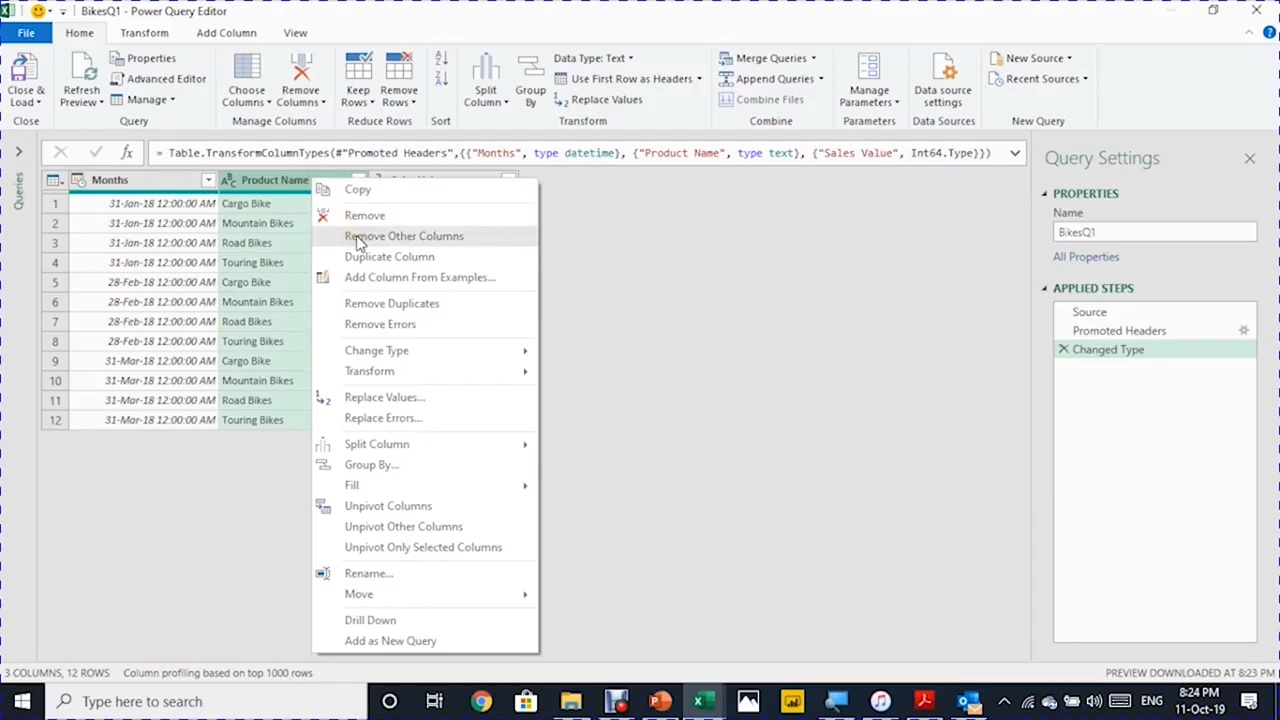 BikesQ1 - Power Query Editor
File
Home
Transform
Add Column
View
Close & Load
Refresh Preview
Properties
Advanced Editor
Manage
Choose Columns
Remove Columns
Keep Rows
Remove Rows
Split Column
Group By
Data Type: Text
Use First Row as Headers
Replace Values
Merge Queries
Append Queries
Combine Files
Manage Parameters
Data source settings
New Source
Recent Sources
Close
Query
Manage Columns
Reduce Rows
Sort
Transform
Combine
Parameters
Data Sources
New Query
= Table.TransformColumnTypes(#"Promoted Headers",{{"Months", type datetime}, {"Product Name", type text}, {"Sales Value", Int64.Type}})
Queries
Months
Product Name
1 31-Jan-18 12:00:00 AM Cargo Bike
2 31-Jan-18 12:00:00 AM Mountain Bikes
3 31-Jan-18 12:00:00 AM Road Bikes
4 31-Jan-18 12:00:00 AM Touring Bikes
5 28-Feb-18 12:00:00 AM Cargo Bike
6 28-Feb-18 12:00:00 AM Mountain Bikes
7 28-Feb-18 12:00:00 AM Road Bikes
8 28-Feb-18 12:00:00 AM Touring Bikes
9 31-Mar-18 12:00:00 AM Cargo Bike
10 31-Mar-18 12:00:00 AM Mountain Bikes
11 31-Mar-18 12:00:00 AM Road Bikes
12 31-Mar-18 12:00:00 AM Touring Bikes
Copy
Remove
Remove Other Columns
Duplicate Column
Add Column From Examples...
Remove Duplicates
Remove Errors
Change Type
Transform
Replace Values...
Replace Errors...
Split Column
Group By...
Fill
Unpivot Columns
Unpivot Other Columns
Unpivot Only Selected Columns
Rename...
Move
Drill Down
Add as New Query
Query Settings
PROPERTIES
Name
BikesQ1
All Properties
APPLIED STEPS
Source
Promoted Headers
Changed Type
3 COLUMNS, 12 ROWS
Column profiling based on top 1000 rows
PREVIEW DOWNLOADED AT 8:23 PM
Type here to search
ENG
8:24 PM
11-Oct-19